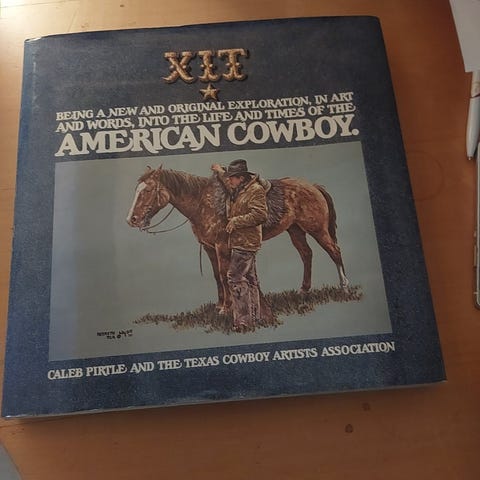 XIT
BEING A NEW AND ORIGINAL EXPLORATION, IN ART
AND WORDS, INTO THE LIFE AND TIMES OF THE
AMERICAN COWBOY.
CALEB PIRTLE AND THE TEXAS COWBOY ARTISTS ASSOCIATION